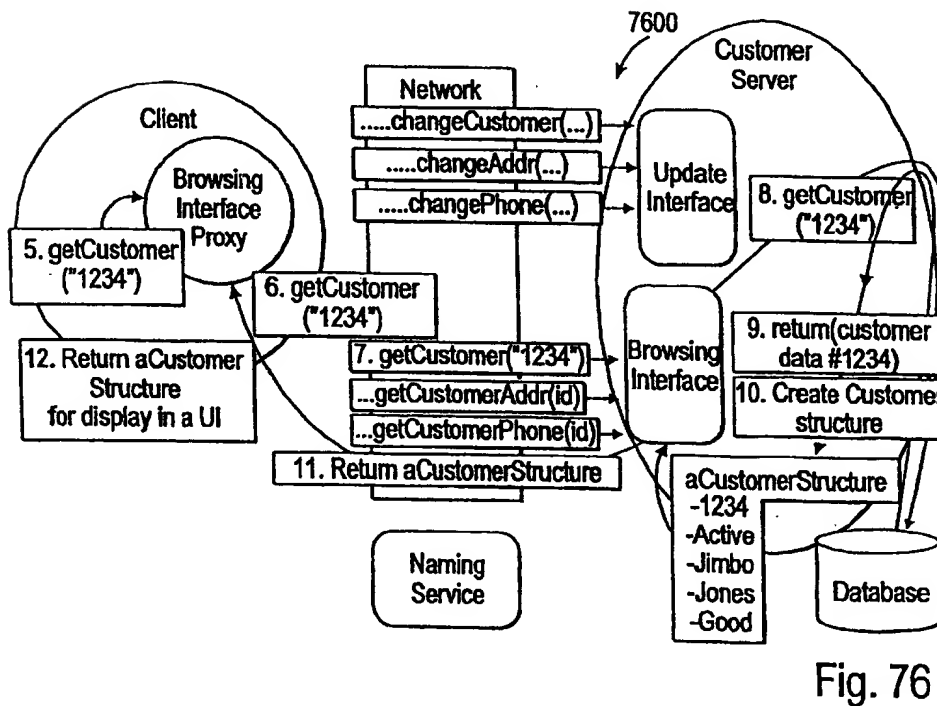 7600
Customer
Server
Network
Client
.....changeCustomer(...)
.....changeAddr(...)
.....changePhone(...)
Update
Interface
Browsing
Interface
Proxy
8. getCustomer
("1234")
5. getCustomer
("1234")
6. getCustomer
("1234")
12. Return aCustomer
Structure
for display in a UI
7. getCustomer("1234")
...getCustomerAddr(id)
...getCustomerPhone(id)
Browsing
Interface
9. return(customer
data #1234)
10. Create Custome
structure
11. Return aCustomerStructure
aCustomerStructure
-1234
-Active
-Jimbo
-Jones
-Good
Naming
Service
Database
Fig. 76